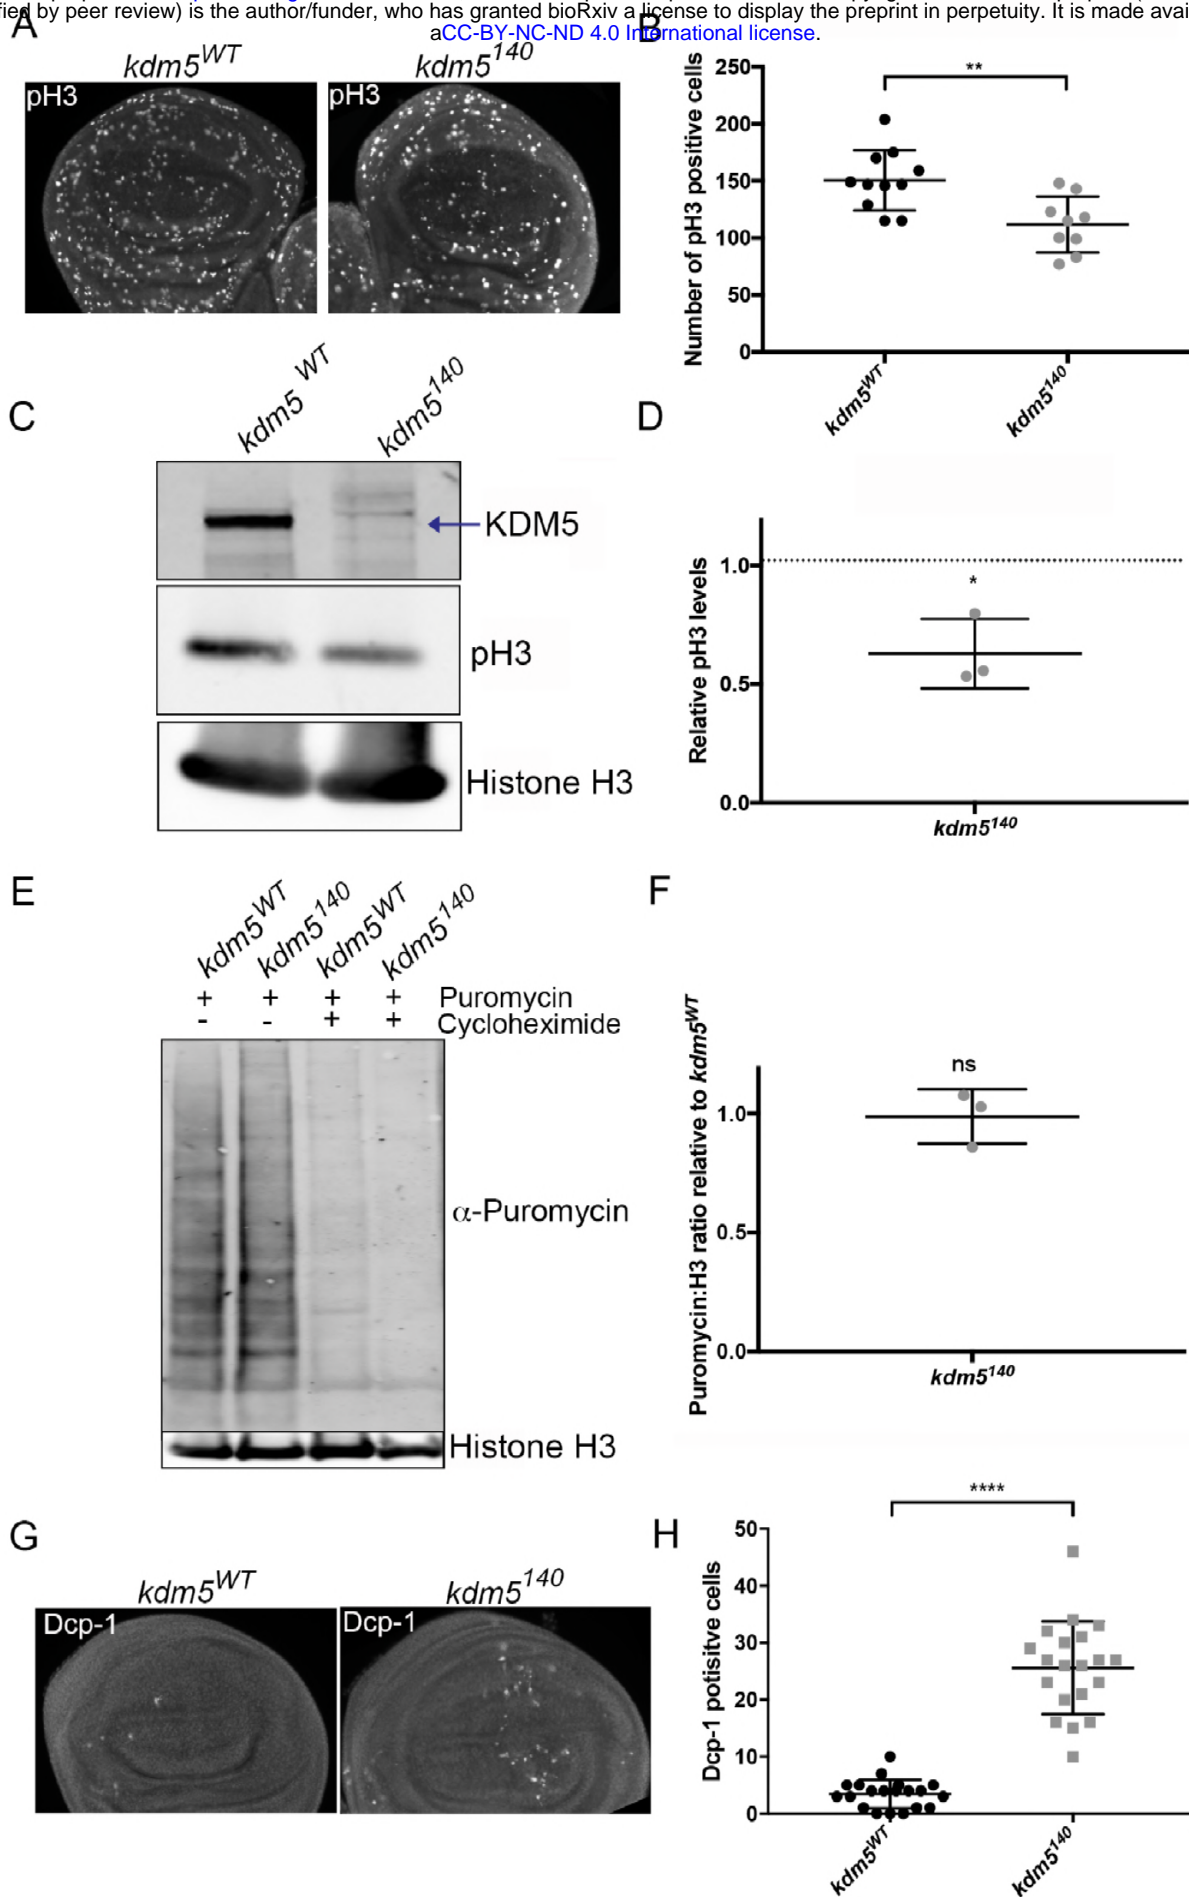 fied by peer review) is the author/funder, who has granted bioRxiv a license to display the preprint in perpetuity. It is made avai
aCC-BY-NC-ND 4.0 International license.
A
kdm5WT
kdm5140
pH3
pH3
B
Number of pH3 positive cells
250
200
150
100
50
0
**
kdm5WT
kdm5140
C
kdm5 WT
kdm5140
KDM5
pH3
Histone H3
D
Relative pH3 levels
1.0
0.5
0.0
*
kdm5140
E
kdm5WT
kdm5140
kdm5WT
kdm5140
+ + + + Puromycin
- - + + Cycloheximide
α-Puromycin
Histone H3
F
Puromycin:H3 ratio relative to kdm5WT
1.0
0.5
0.0
ns
kdm5140
G
kdm5WT
kdm5140
Dcp-1
Dcp-1
H
Dcp-1 potisitve cells
50
40
30
20
10
0
****
kdm5WT
kdm5140